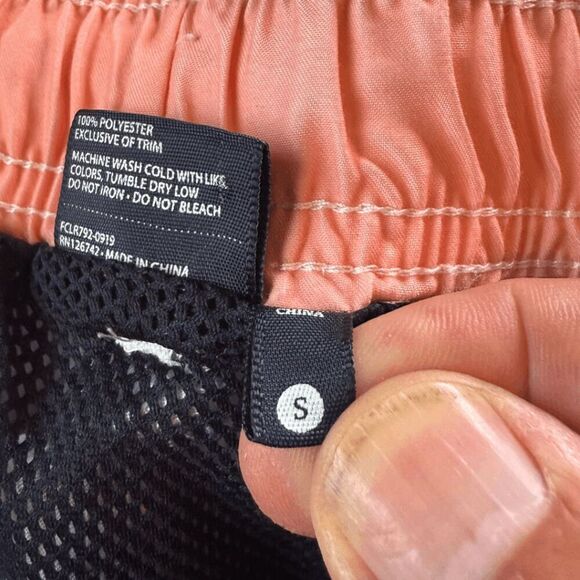 100% POLYESTER
EXCLUSIVE OF TRIM
MACHINE WASH COLD WITH LIKE
COLORS, TUMBLE DRY LOW
DO NOT IRON • DO NOT BLEACH
FCLR792-0919
RN126742 • MADE IN CHINA
CHINA
S